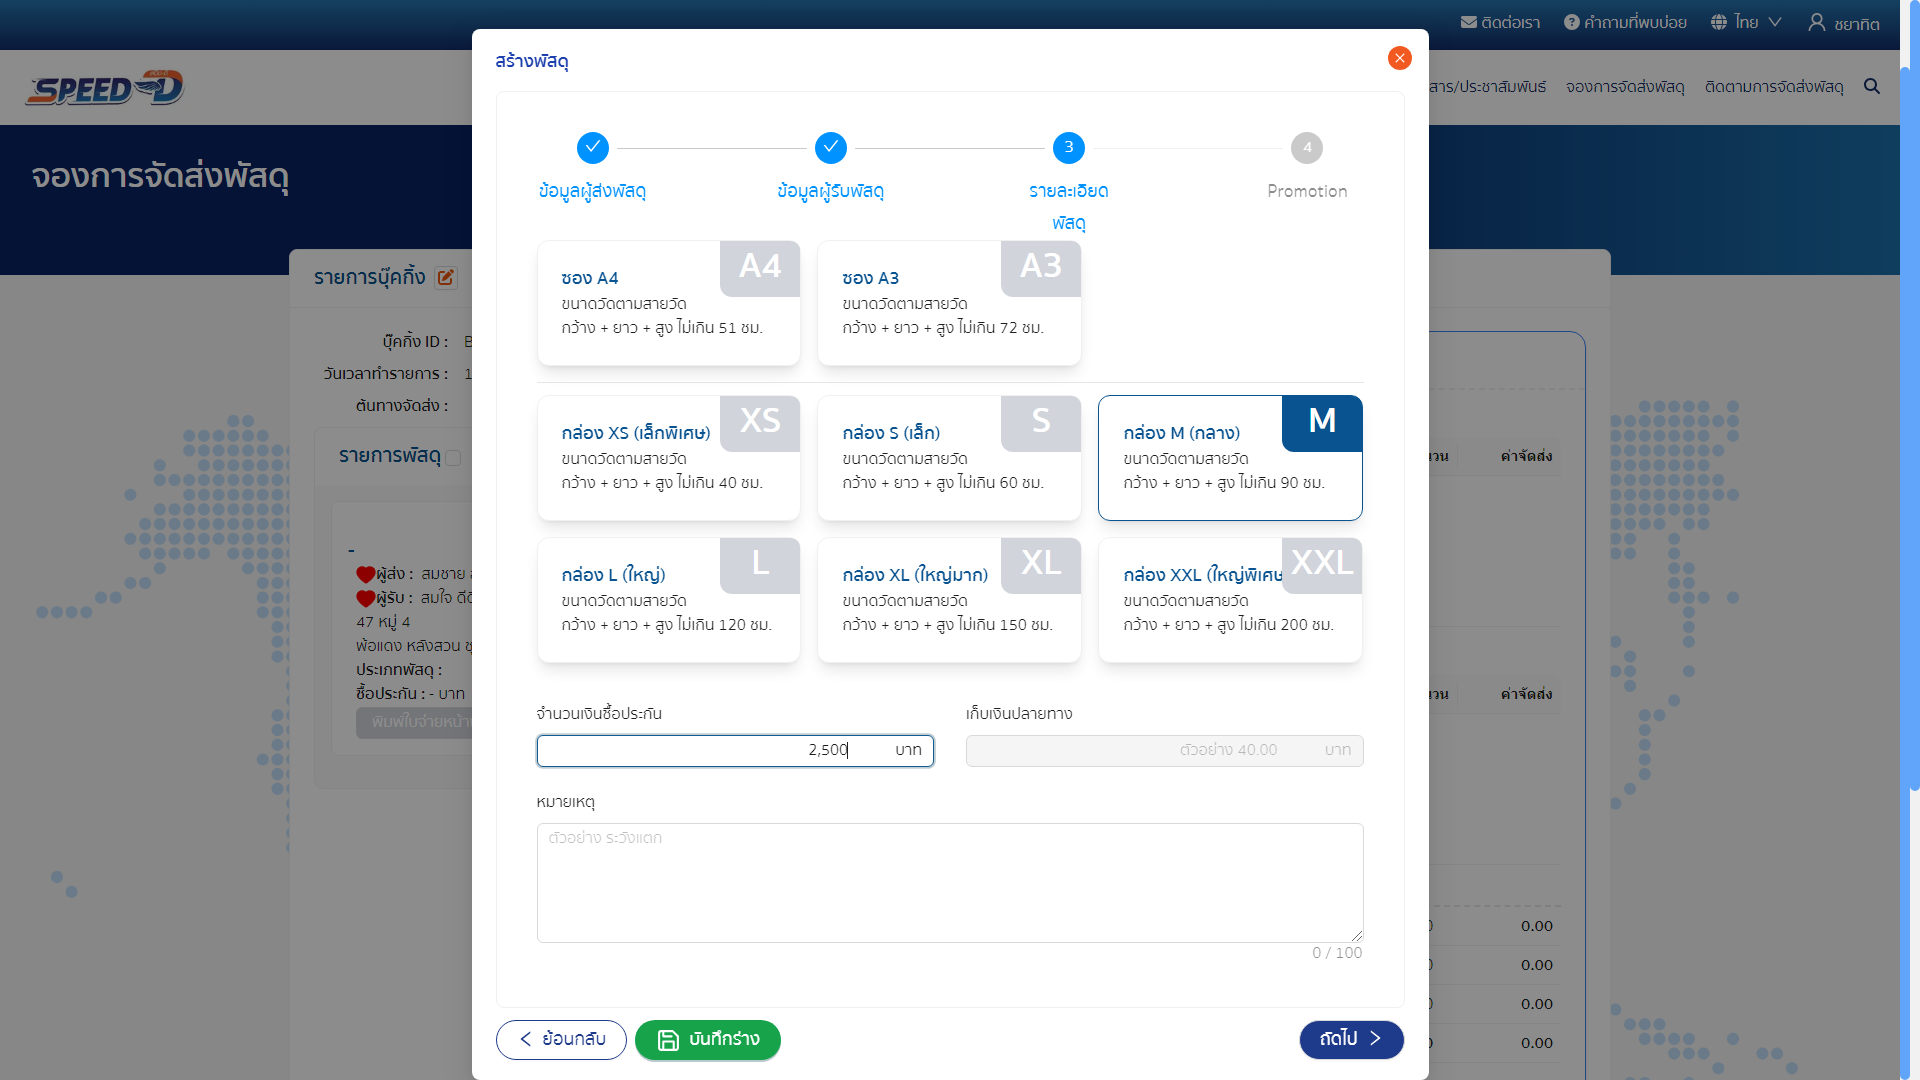 ติดต่อเรา
คำถามที่พบบ่อย
ไทย
ชยาทิต
SPEED-D
สาร/ประชาสัมพันธ์
จองการจัดส่งพัสดุ
ติดตามการจัดส่งพัสดุ
จองการจัดส่งพัสดุ
รายการบุ๊คกิ้ง
บุ๊คกิ้ง ID :
วันเวลาทำรายการ :
ต้นทางจัดส่ง :
รายการพัสดุ
-
ผู้ส่ง : สมชาย
ผู้รับ : สมใจ
47 หมู่ 4
พ้อแดง หลังสวน
ประเภทพัสดุ :
ซื้อประกัน : - บาท
พิมพ์ใบจ่ายหน้า
สร้างพัสดุ
ข้อมูลผู้ส่งพัสดุ
ข้อมูลผู้รับพัสดุ
3
รายละเอียด
พัสดุ
4
Promotion
A4
ซอง A4
ขนาดวัดตามสายวัด
กว้าง + ยาว + สูง ไม่เกิน 51 ซม.
A3
ซอง A3
ขนาดวัดตามสายวัด
กว้าง + ยาว + สูง ไม่เกิน 72 ซม.
XS
กล่อง XS (เล็กพิเศษ)
ขนาดวัดตามสายวัด
กว้าง + ยาว + สูง ไม่เกิน 40 ซม.
S
กล่อง S (เล็ก)
ขนาดวัดตามสายวัด
กว้าง + ยาว + สูง ไม่เกิน 60 ซม.
M
กล่อง M (กลาง)
ขนาดวัดตามสายวัด
กว้าง + ยาว + สูง ไม่เกิน 90 ซม.
L
กล่อง L (ใหญ่)
ขนาดวัดตามสายวัด
กว้าง + ยาว + สูง ไม่เกิน 120 ซม.
XL
กล่อง XL (ใหญ่มาก)
ขนาดวัดตามสายวัด
กว้าง + ยาว + สูง ไม่เกิน 150 ซม.
XXL
กล่อง XXL (ใหญ่พิเศษ
ขนาดวัดตามสายวัด
กว้าง + ยาว + สูง ไม่เกิน 200 ซม.
จำนวนเงินซื้อประกัน
2,500 บาท
เก็บเงินปลายทาง
ตัวอย่าง 40.00 บาท
หมายเหตุ
ตัวอย่าง ระวังแตก
0 / 100
ย้อนกลับ
บันทึกร่าง
ถัดไป
ค่าจัดส่ง
ค่าจัดส่ง
0.00
0.00
0.00
0.00